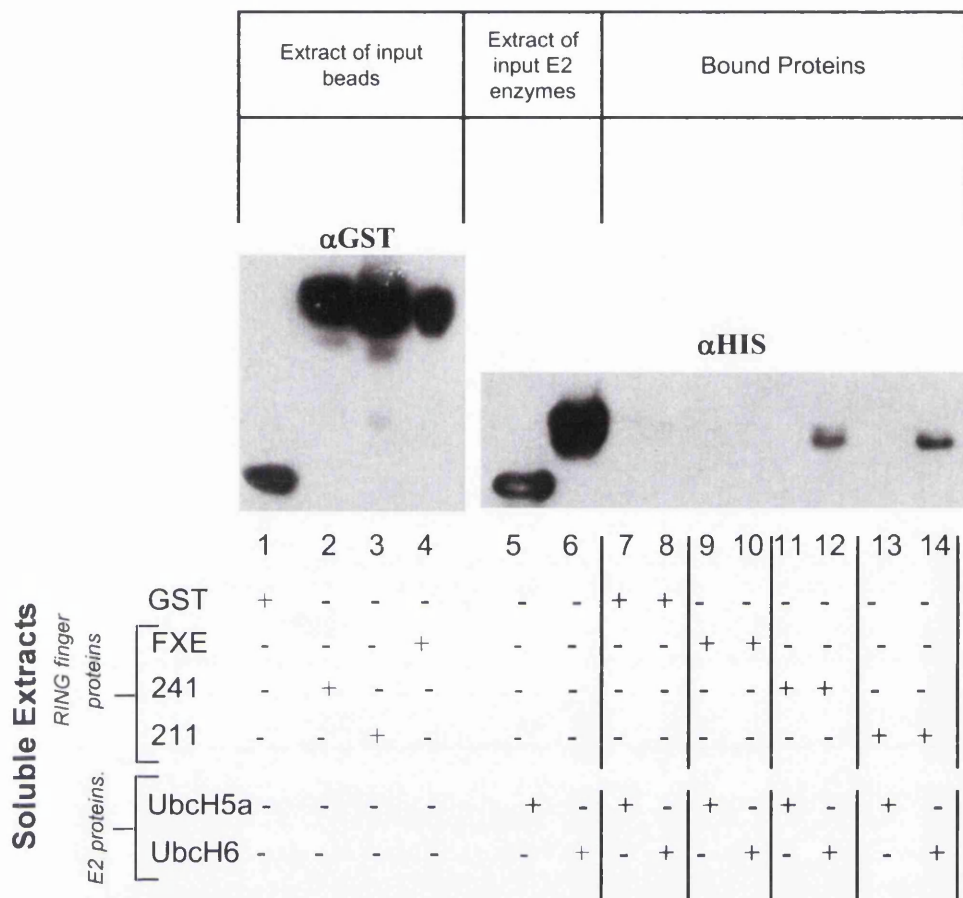 Extract of input
beads
Extract of
input E2
enzymes
Bound Proteins
αGST
αHIS
1 2 3 4 5 6 7 8 9 10 11 12 13 14
Soluble Extracts
RING finger
proteins
GST + - - - - - + + - - - - - -
FXE - - - + - - - - + + - - - -
241 - + - - - - - - - - + + - -
211 - - + - - - - - - - - - + +
E2 proteins.
UbcH5a - - - - + - + - + - + - + -
UbcH6 - - - - - + - + - + - + - +